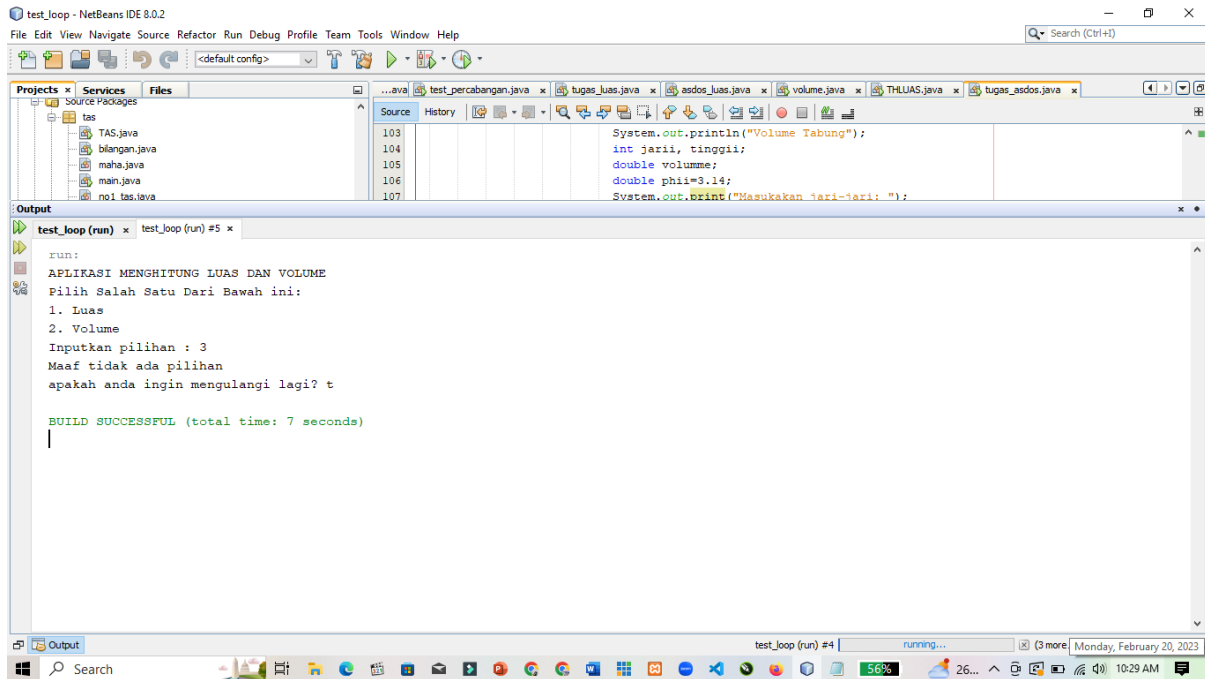 test_loop - NetBeans IDE 8.0.2
File Edit View Navigate Source Refactor Run Debug Profile Team Tools Window Help
Search (Ctrl+I)
<default config>
Projects Services Files
...ava test_percabangan.java tugas_luas.java asdos_luas.java volume.java THLUAS.java tugas_asdos.java
Source Packages
tas
TAS.java
bilangan.java
maha.java
main.java
no1_tas.java
Source History
103 System.out.println("Volume Tabung");
104 int jarii, tinggii;
105 double volumme;
106 double phii=3.14;
107 System.out.print("Masukakan jari-jari: ");
Output
test_loop (run) test_loop (run) #5
run:
APLIKASI MENGHITUNG LUAS DAN VOLUME
Pilih Salah Satu Dari Bawah ini:
1. Luas
2. Volume
Inputkan pilihan : 3
Maaf tidak ada pilihan
apakah anda ingin mengulangi lagi? t
BUILD SUCCESSFUL (total time: 7 seconds)
Output
test_loop (run) #4 running... (3 more
Monday, February 20, 2023
Search
56%
26...
10:29 AM